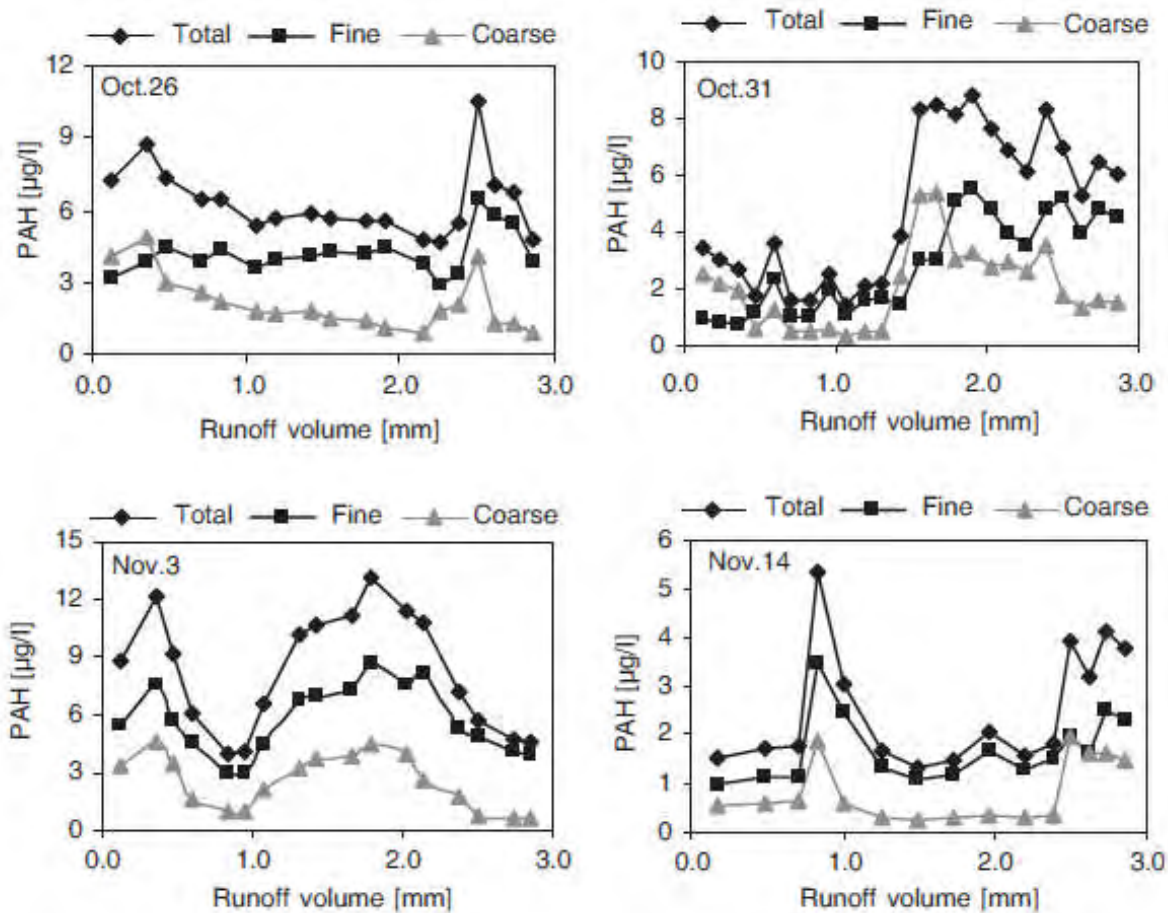 Total Fine Coarse
12
9
6
3
0
PAH [µg/l]
Oct.26
0.0 1.0 2.0 3.0
Runoff volume [mm]
Total Fine Coarse
10
8
6
4
2
0
PAH [µg/l]
Oct.31
0.0 1.0 2.0 3.0
Runoff volume [mm]
Total Fine Coarse
15
12
9
6
3
0
PAH [µg/l]
Nov.3
0.0 1.0 2.0 3.0
Runoff volume [mm]
Total Fine Coarse
6
5
4
3
2
1
0
PAH [µg/l]
Nov.14
0.0 1.0 2.0 3.0
Runoff volume [mm]